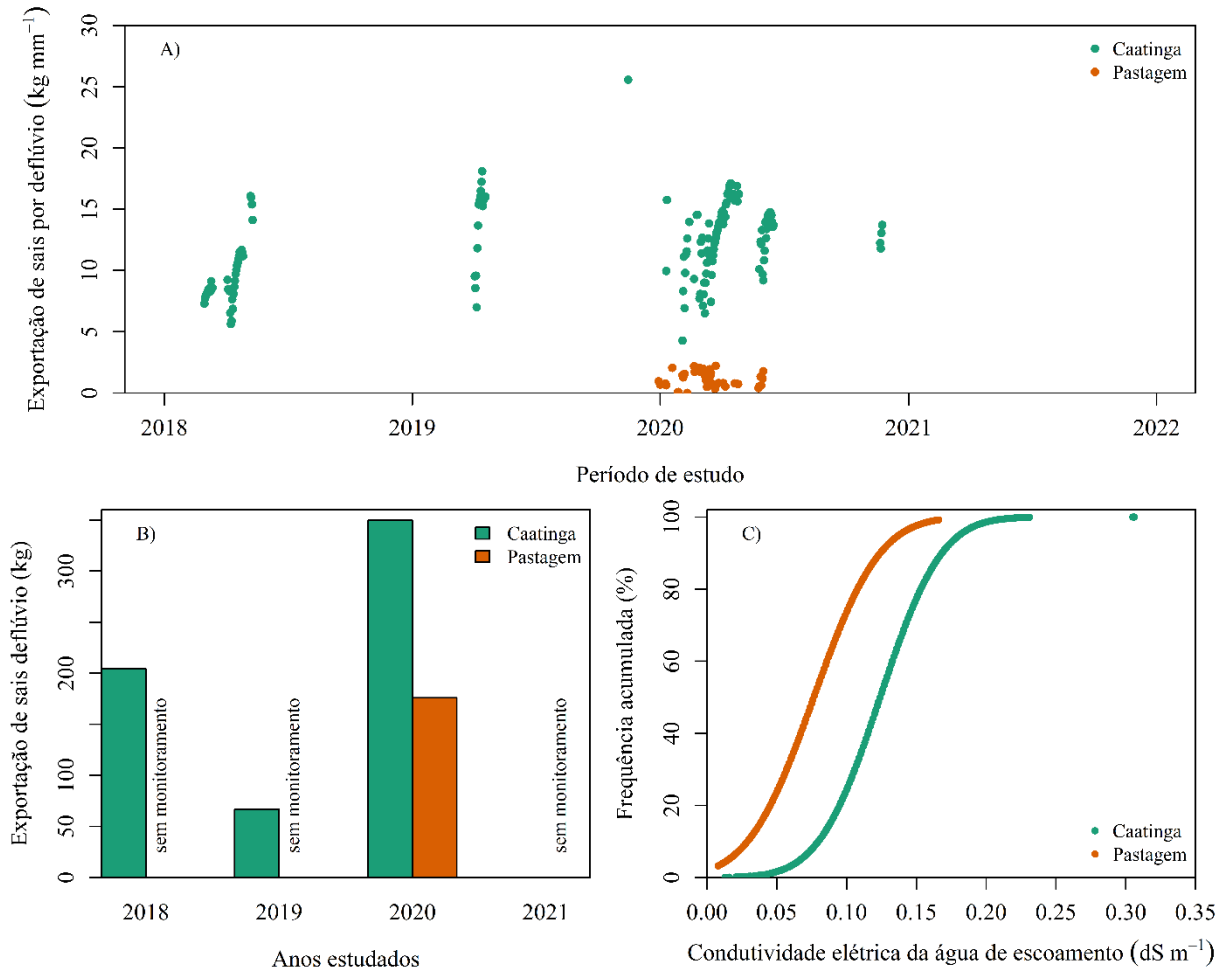 A)
Caatinga
Pastagem
Exportação de sais por deflúvio (kg mm⁻¹)
30
25
20
15
10
5
0
2018 2019 2020 2021 2022
Período de estudo
B)
Caatinga
Pastagem
Exportação de sais deflúvio (kg)
300
200
100
50
0
sem monitoramento
sem monitoramento
sem monitoramento
2018 2019 2020 2021
Anos estudados
C)
Frequência acumulada (%)
100
80
60
40
20
0
Caatinga
Pastagem
0.00 0.05 0.10 0.15 0.20 0.25 0.30 0.35
Condutividade elétrica da água de escoamento (dS m⁻¹)